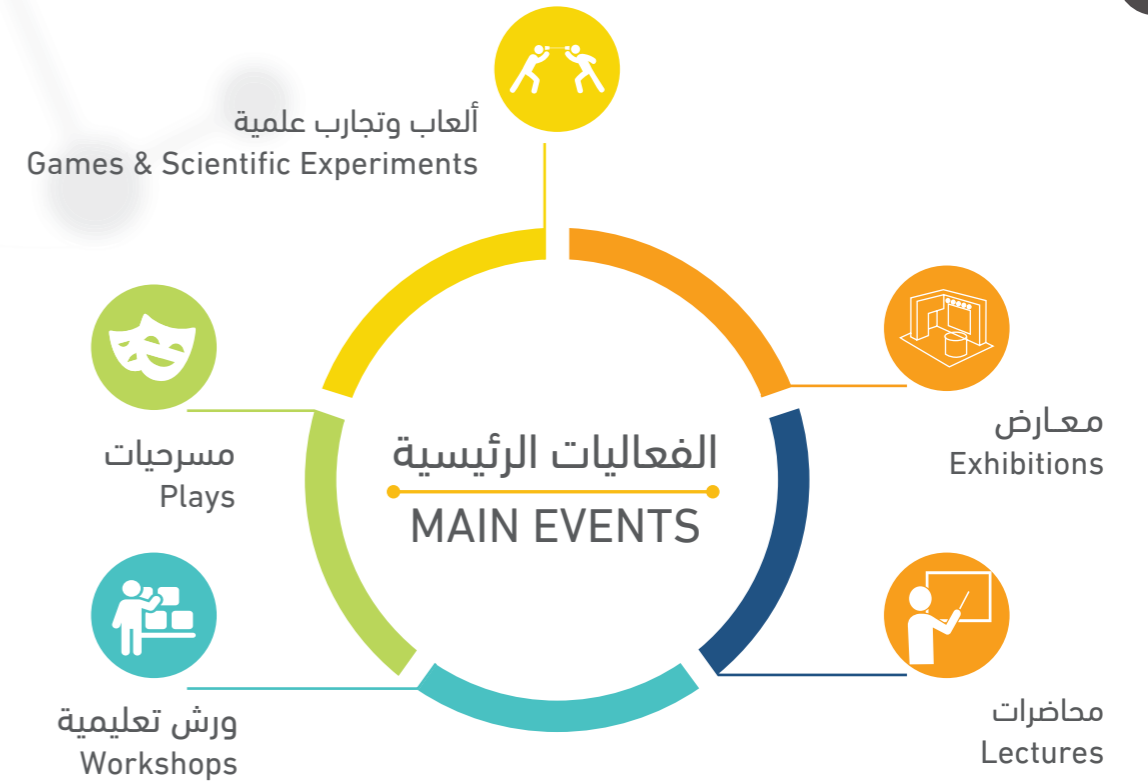 ألعاب وتجارب علمية
Games & Scientific Experiments
معارض
Exhibitions
مسرحيات
Plays
الفعاليات الرئيسية
MAIN EVENTS
ورش تعليمية
Workshops
محاضرات
Lectures